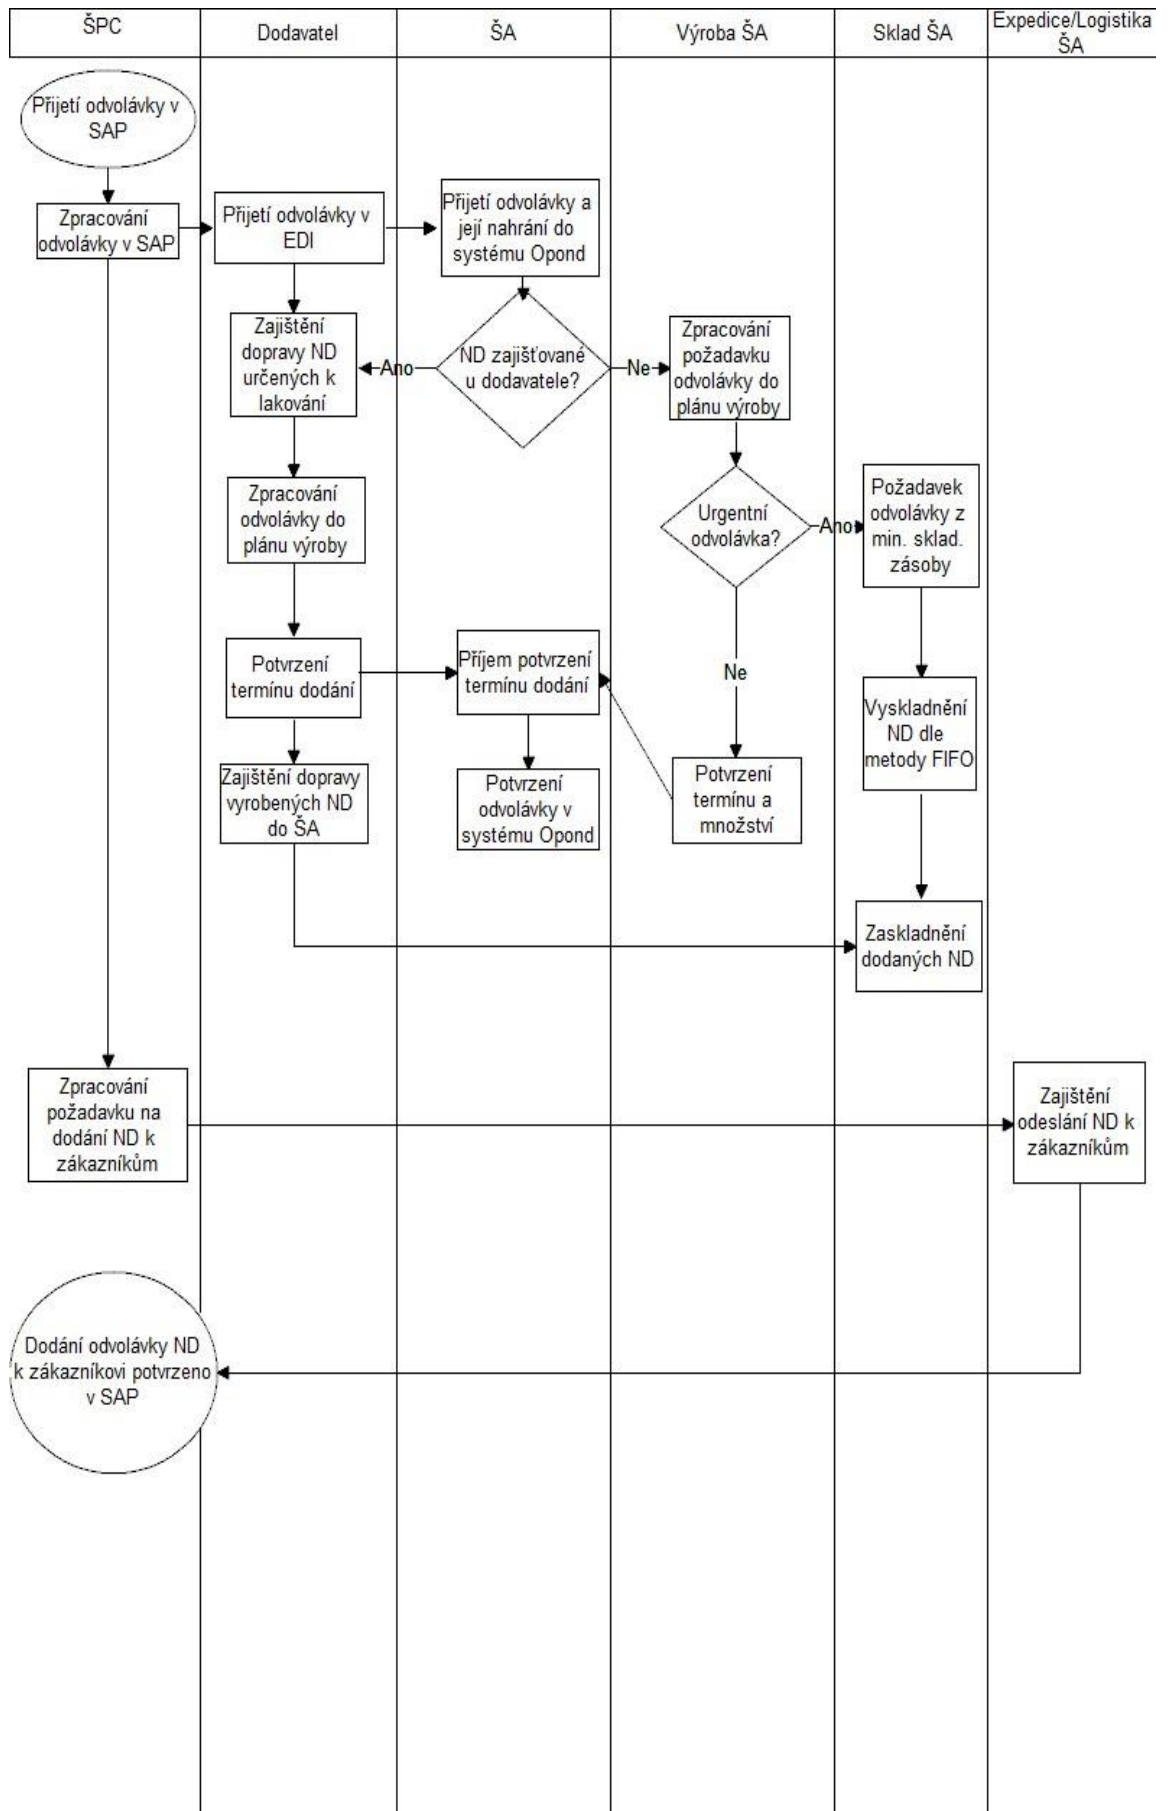 ŠPC
Dodavatel
ŠA
Výroba ŠA
Sklad ŠA
Expedice/Logistika
ŠA
Přijetí odvolávky v
SAP
Zpracování
odvolávky v SAP
Přijetí odvolávky v
EDI
Přijetí odvolávky a
její nahrání do
systému Opond
Zajištění
dopravy ND
určených k
lakování
Ano
ND zajišťované
u dodavatele?
Ne
Zpracování
požadavku
odvolávky do
plánu výroby
Zpracování
odvolávky do
plánu výroby
Urgentní
odvolávka?
Ano
Požadavek
odvolávky z
min. sklad.
zásoby
Potvrzení
termínu dodání
Příjem potvrzení
termínu dodání
Ne
Vyskladnění
ND dle
metody FIFO
Zajištění dopravy
vyrobených ND
do ŠA
Potvrzení
odvolávky v
systému Opond
Potvrzení
termínu a
množství
Zaskladnění
dodaných ND
Zpracování
požadavku na
dodání ND k
zákazníkům
Zajištění
odeslání ND k
zákazníkům
Dodání odvolávky ND
k zákazníkovi potvrzeno
v SAP